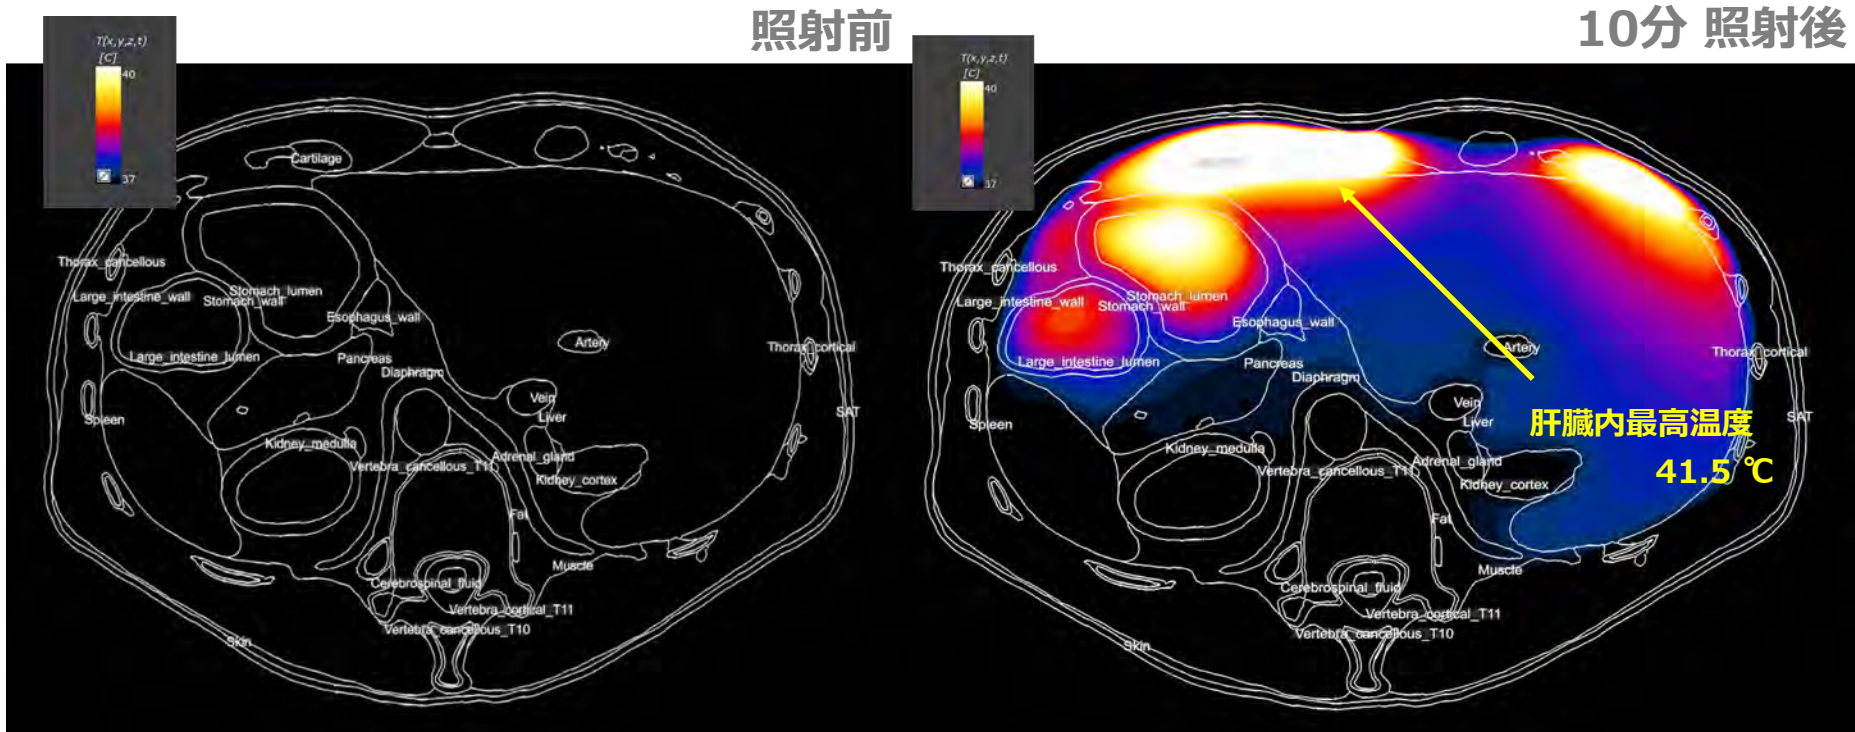 照射前
10分 照射後
T(x,y,z,t)
[C]
40
37
Cartilage
Thorax_cancellous
Large_intestine_wall
Stomach_lumen
Stomach_wall
Esophagus_wall
Large_intestine_lumen
Pancreas
Diaphragm
Artery
Thorax_cortical
Vein
Liver
SAT
Spleen
Kidney_medulla
Adrenal_gland
Vertebra_cancellous_T11
Kidney_cortex
Fat
Muscle
Cerebrospinal_fluid
Vertebra_cortical_T11
Vertebra_cancellous_T10
Skin
T(x,y,z,t)
[C]
40
37
Thorax_cancellous
Large_intestine_wall
Stomach_lumen
Stomach_wall
Esophagus_wall
Large_intestine_lumen
Pancreas
Diaphragm
Artery
Thorax_cortical
Vein
Liver
SAT
肝臓内最高温度
41.5 ℃
Spleen
Kidney_medulla
Adrenal_gland
Vertebra_cancellous_T11
Kidney_cortex
Fat
Muscle
Cerebrospinal_fluid
Vertebra_cortical_T11
Vertebra_cancellous_T10
Skin